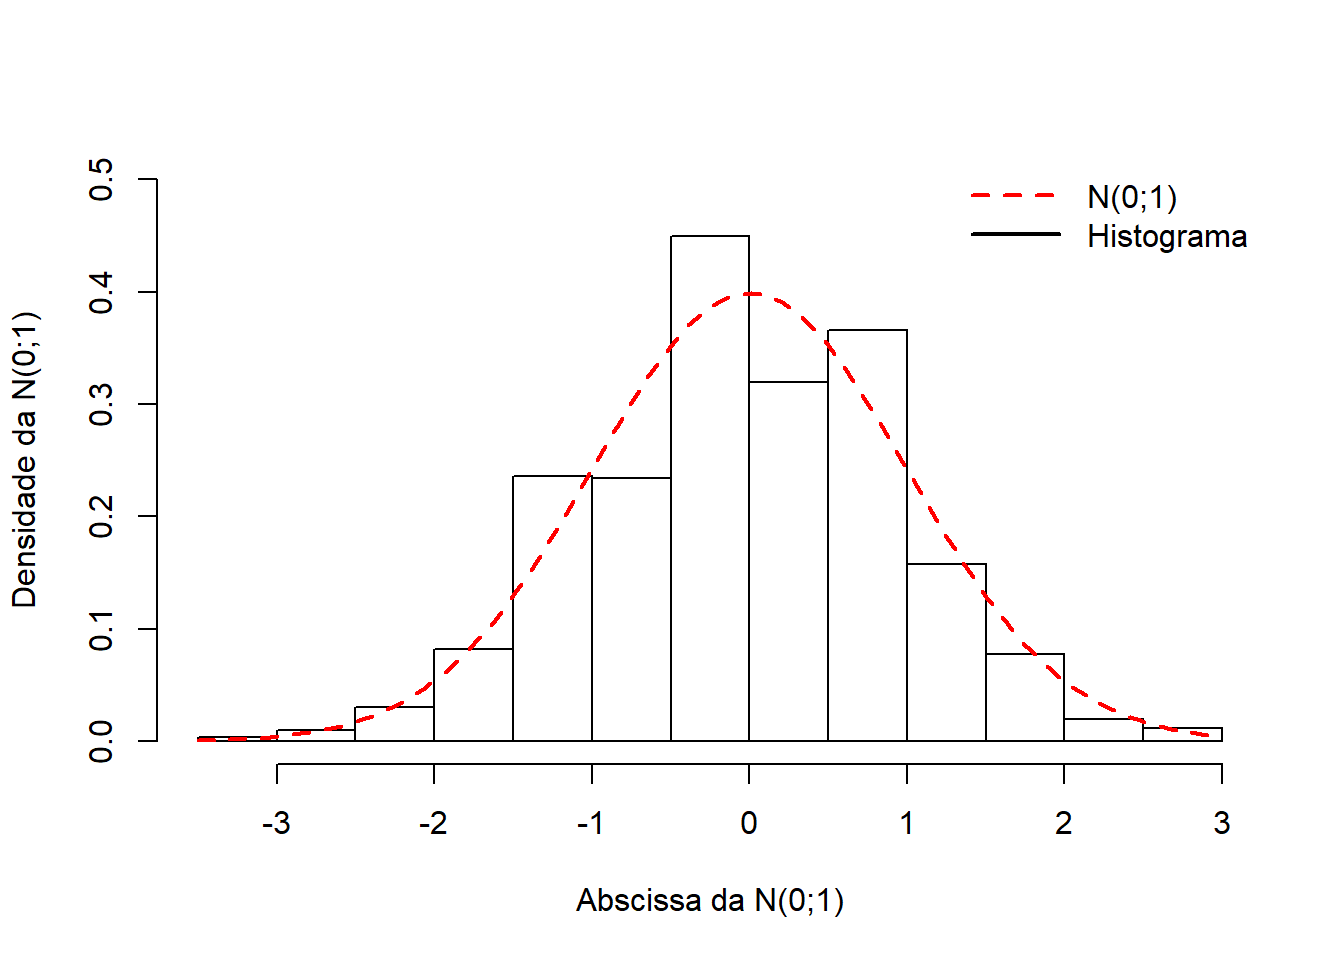 N(0;1)
Histograma
Densidade da N(0;1)
0.5
0.4
0.3
0.2
0.1
0.0
-3 -2 -1 0 1 2 3
Abscissa da N(0;1)